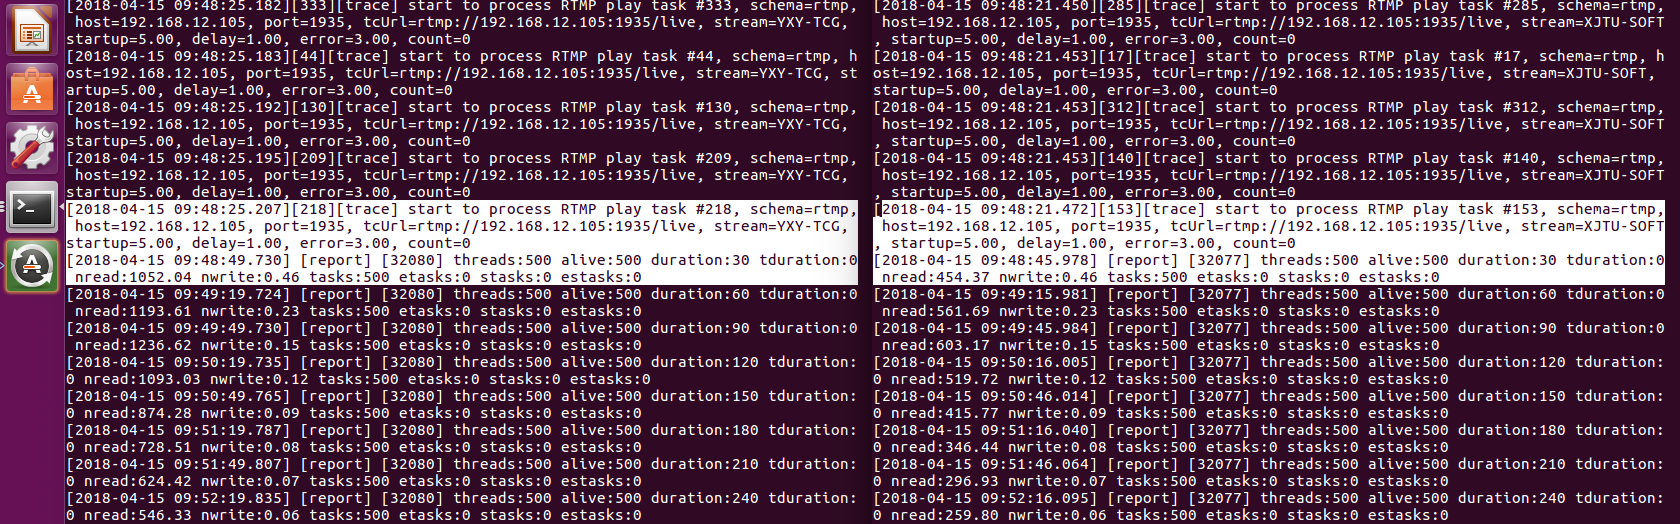 [2018-04-15 09:48:25.182][333][trace] start to process RTMP play task #333, schema=rtmp,
 host=192.168.12.105, port=1935, tcUrl=rtmp://192.168.12.105:1935/live, stream=YXY-TCG,
startup=5.00, delay=1.00, error=3.00, count=0
[2018-04-15 09:48:25.183][44][trace] start to process RTMP play task #44, schema=rtmp, h
ost=192.168.12.105, port=1935, tcUrl=rtmp://192.168.12.105:1935/live, stream=YXY-TCG, st
artup=5.00, delay=1.00, error=3.00, count=0
[2018-04-15 09:48:25.192][130][trace] start to process RTMP play task #130, schema=rtmp,
 host=192.168.12.105, port=1935, tcUrl=rtmp://192.168.12.105:1935/live, stream=YXY-TCG,
startup=5.00, delay=1.00, error=3.00, count=0
[2018-04-15 09:48:25.195][209][trace] start to process RTMP play task #209, schema=rtmp,
 host=192.168.12.105, port=1935, tcUrl=rtmp://192.168.12.105:1935/live, stream=YXY-TCG,
startup=5.00, delay=1.00, error=3.00, count=0
[2018-04-15 09:48:25.207][218][trace] start to process RTMP play task #218, schema=rtmp,
 host=192.168.12.105, port=1935, tcUrl=rtmp://192.168.12.105:1935/live, stream=YXY-TCG,
startup=5.00, delay=1.00, error=3.00, count=0
[2018-04-15 09:48:49.730] [report] [32080] threads:500 alive:500 duration:30 tduration:0
 nread:1052.04 nwrite:0.46 tasks:500 etasks:0 stasks:0 estasks:0
[2018-04-15 09:49:19.724] [report] [32080] threads:500 alive:500 duration:60 tduration:0
 nread:1193.61 nwrite:0.23 tasks:500 etasks:0 stasks:0 estasks:0
[2018-04-15 09:49:49.730] [report] [32080] threads:500 alive:500 duration:90 tduration:0
 nread:1236.62 nwrite:0.15 tasks:500 etasks:0 stasks:0 estasks:0
[2018-04-15 09:50:19.735] [report] [32080] threads:500 alive:500 duration:120 tduration:
0 nread:1093.03 nwrite:0.12 tasks:500 etasks:0 stasks:0 estasks:0
[2018-04-15 09:50:49.765] [report] [32080] threads:500 alive:500 duration:150 tduration:
0 nread:874.28 nwrite:0.09 tasks:500 etasks:0 stasks:0 estasks:0
[2018-04-15 09:51:19.787] [report] [32080] threads:500 alive:500 duration:180 tduration:
0 nread:728.51 nwrite:0.08 tasks:500 etasks:0 stasks:0 estasks:0
[2018-04-15 09:51:49.807] [report] [32080] threads:500 alive:500 duration:210 tduration:
0 nread:624.42 nwrite:0.07 tasks:500 etasks:0 stasks:0 estasks:0
[2018-04-15 09:52:19.835] [report] [32080] threads:500 alive:500 duration:240 tduration:
0 nread:546.33 nwrite:0.06 tasks:500 etasks:0 stasks:0 estasks:0
[2018-04-15 09:48:21.450][285][trace] start to process RTMP play task #285, schema=rtmp,
 host=192.168.12.105, port=1935, tcUrl=rtmp://192.168.12.105:1935/live, stream=XJTU-SOFT
, startup=5.00, delay=1.00, error=3.00, count=0
[2018-04-15 09:48:21.453][17][trace] start to process RTMP play task #17, schema=rtmp, h
ost=192.168.12.105, port=1935, tcUrl=rtmp://192.168.12.105:1935/live, stream=XJTU-SOFT,
startup=5.00, delay=1.00, error=3.00, count=0
[2018-04-15 09:48:21.453][312][trace] start to process RTMP play task #312, schema=rtmp,
 host=192.168.12.105, port=1935, tcUrl=rtmp://192.168.12.105:1935/live, stream=XJTU-SOFT
, startup=5.00, delay=1.00, error=3.00, count=0
[2018-04-15 09:48:21.453][140][trace] start to process RTMP play task #140, schema=rtmp,
 host=192.168.12.105, port=1935, tcUrl=rtmp://192.168.12.105:1935/live, stream=XJTU-SOFT
, startup=5.00, delay=1.00, error=3.00, count=0
[2018-04-15 09:48:21.472][153][trace] start to process RTMP play task #153, schema=rtmp,
 host=192.168.12.105, port=1935, tcUrl=rtmp://192.168.12.105:1935/live, stream=XJTU-SOFT
, startup=5.00, delay=1.00, error=3.00, count=0
[2018-04-15 09:48:45.978] [report] [32077] threads:500 alive:500 duration:30 tduration:0
 nread:454.37 nwrite:0.46 tasks:500 etasks:0 stasks:0 estasks:0
[2018-04-15 09:49:15.981] [report] [32077] threads:500 alive:500 duration:60 tduration:0
 nread:561.69 nwrite:0.23 tasks:500 etasks:0 stasks:0 estasks:0
[2018-04-15 09:49:45.984] [report] [32077] threads:500 alive:500 duration:90 tduration:0
 nread:603.17 nwrite:0.15 tasks:500 etasks:0 stasks:0 estasks:0
[2018-04-15 09:50:16.005] [report] [32077] threads:500 alive:500 duration:120 tduration:
0 nread:519.72 nwrite:0.12 tasks:500 etasks:0 stasks:0 estasks:0
[2018-04-15 09:50:46.014] [report] [32077] threads:500 alive:500 duration:150 tduration:
0 nread:415.77 nwrite:0.09 tasks:500 etasks:0 stasks:0 estasks:0
[2018-04-15 09:51:16.040] [report] [32077] threads:500 alive:500 duration:180 tduration:
0 nread:346.44 nwrite:0.08 tasks:500 etasks:0 stasks:0 estasks:0
[2018-04-15 09:51:46.064] [report] [32077] threads:500 alive:500 duration:210 tduration:
0 nread:296.93 nwrite:0.07 tasks:500 etasks:0 stasks:0 estasks:0
[2018-04-15 09:52:16.095] [report] [32077] threads:500 alive:500 duration:240 tduration:
0 nread:259.80 nwrite:0.06 tasks:500 etasks:0 stasks:0 estasks:0